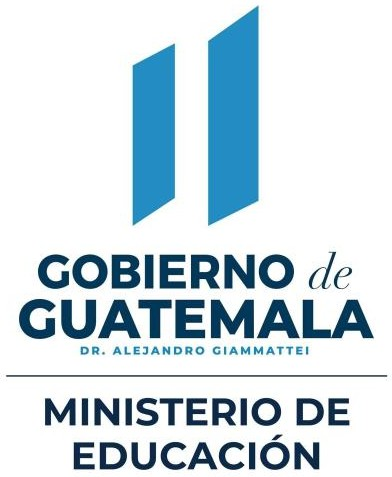 GOBIERNO de
GUATEMALA
DR. ALEJANDRO GIAMMATTEI
MINISTERIO DE
EDUCACIÓN